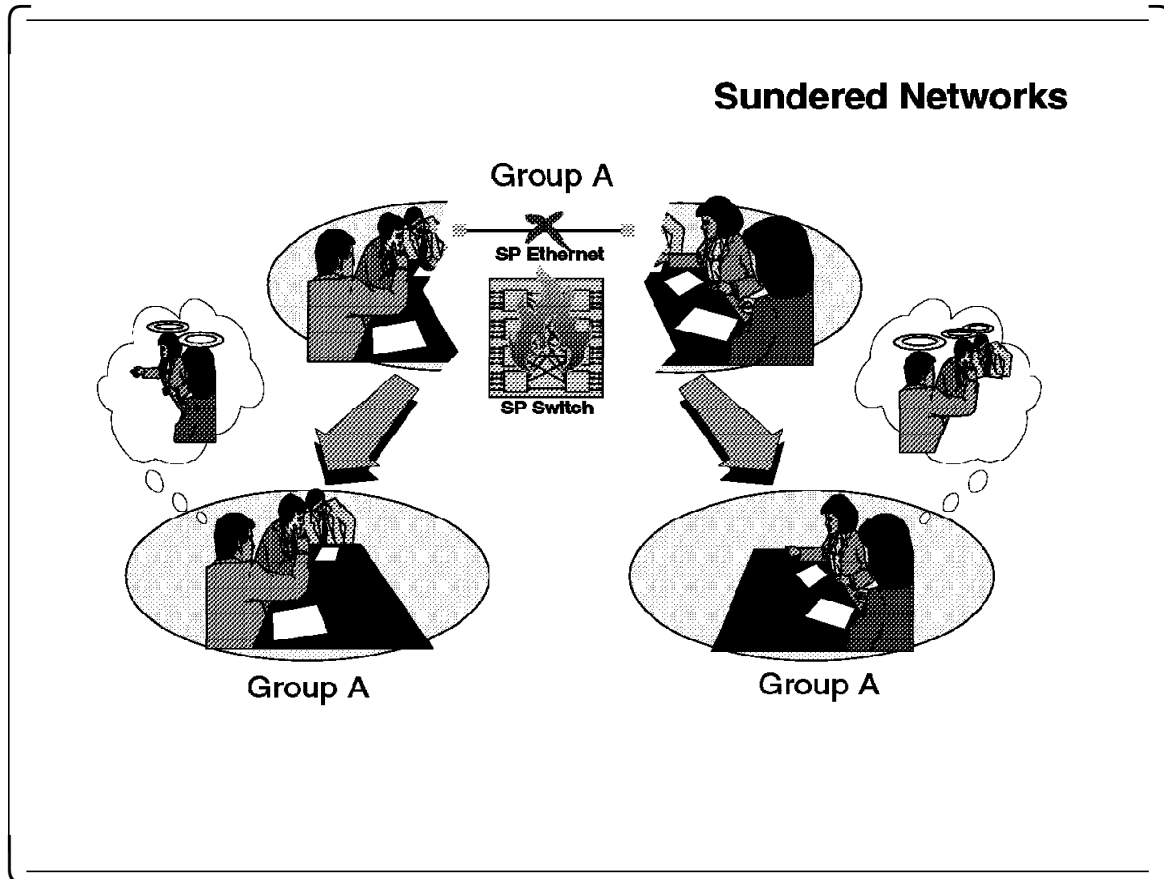 Sundered Networks
Group A
SP Ethernet
SP Switch
Group A
Group A